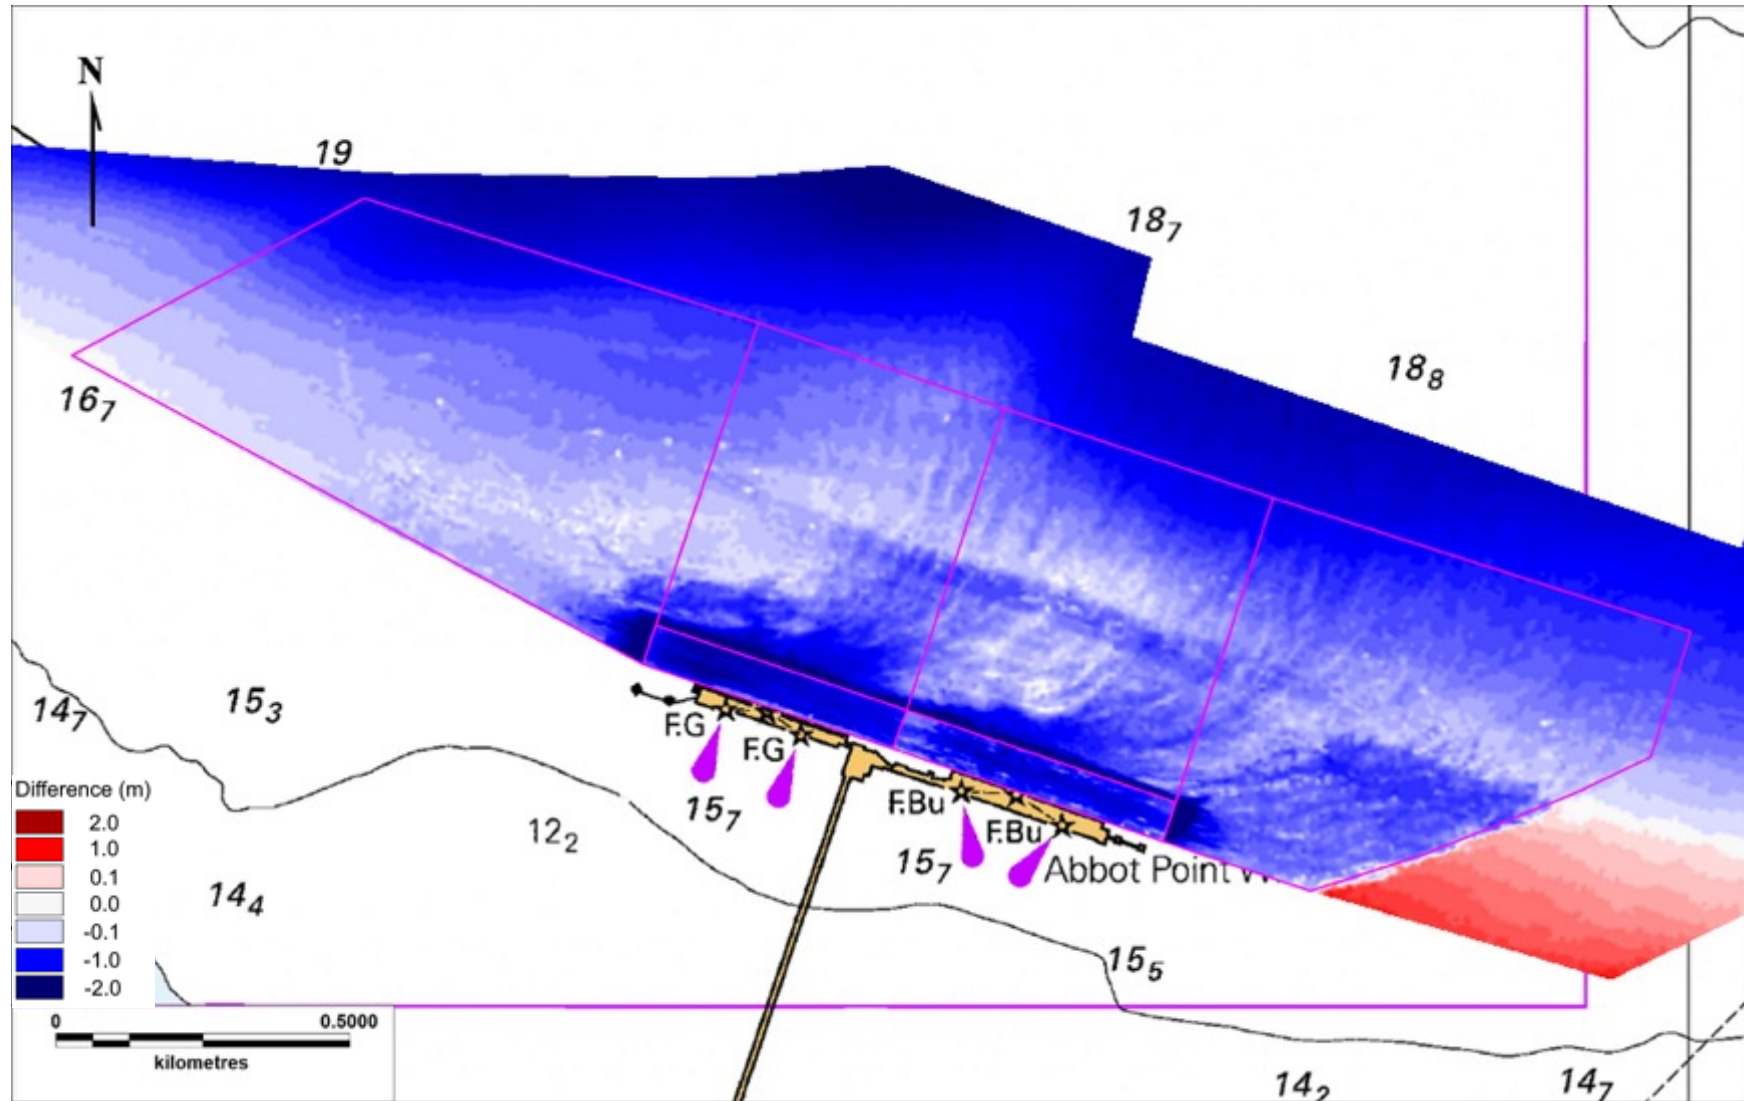 N
19
18₇
18₈
16₇
14₇
15₃
F.G
F.G
15₇
12₂
F.Bu
F.Bu
15₇
Abbot Point W
14₄
15₅
14₂
14₇
Difference (m)
2.0
1.0
0.1
0.0
-0.1
-1.0
-2.0
0 0.5000
kilometres